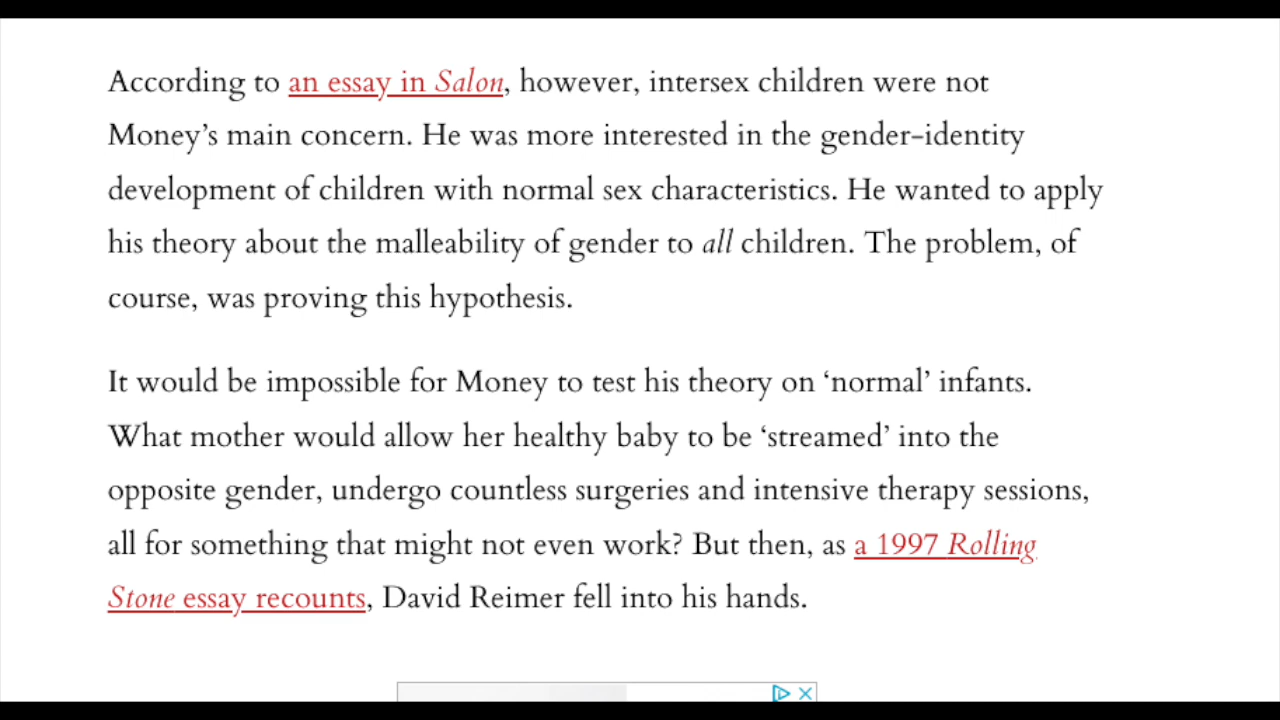 According to an essay in Salon, however, intersex children were not
Money’s main concern. He was more interested in the gender-identity
development of children with normal sex characteristics. He wanted to apply
his theory about the malleability of gender to all children. The problem, of
course, was proving this hypothesis.
It would be impossible for Money to test his theory on ‘normal’ infants.
What mother would allow her healthy baby to be ‘streamed’ into the
opposite gender, undergo countless surgeries and intensive therapy sessions,
all for something that might not even work? But then, as a 1997 Rolling
Stone essay recounts, David Reimer fell into his hands.